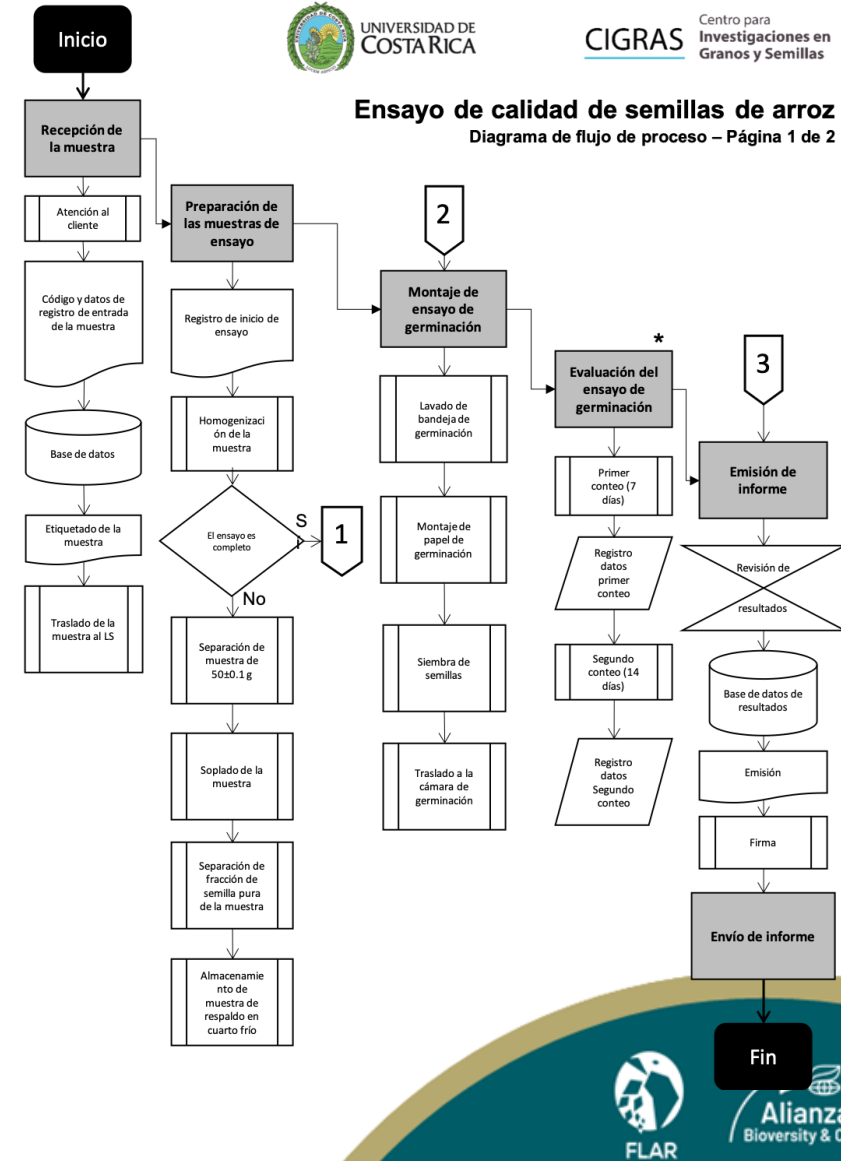 Inicio
UNIVERSIDAD DE
COSTA RICA
CIGRAS
Centro para
Investigaciones en
Granos y Semillas
Ensayo de calidad de semillas de arroz
Diagrama de flujo de proceso – Página 1 de 2
Recepción de
la muestra
Atención al
cliente
Código y datos de
registro de entrada
de la muestra
Base de datos
Etiquetado de la
muestra
Traslado de la
muestra al LS
Preparación de
las muestras de
ensayo
Registro de inicio de
ensayo
Homogenizaci
ón de la
muestra
El ensayo es
completo
S
i
1
No
Separación de
muestra de
50±0.1 g
Soplado de la
muestra
Separación de
fracción de
semilla pura
de la muestra
Almacenamie
nto de
muestra de
respaldo en
cuarto frío
2
Montaje de
ensayo de
germinación
Lavado de
bandeja de
germinación
Montaje de
papel de
germinación
Siembra de
semillas
Traslado a la
cámara de
germinación
*
Evaluación del
ensayo de
germinación
Primer
conteo (7
días)
Registro
datos
primer
conteo
Segundo
conteo (14
días)
Registro
datos
Segundo
conteo
3
Emisión de
informe
Revisión de
resultados
Base de datos de
resultados
Emisión
Firma
Envío de informe
Fin
FLAR
Alianza
Bioversity & C